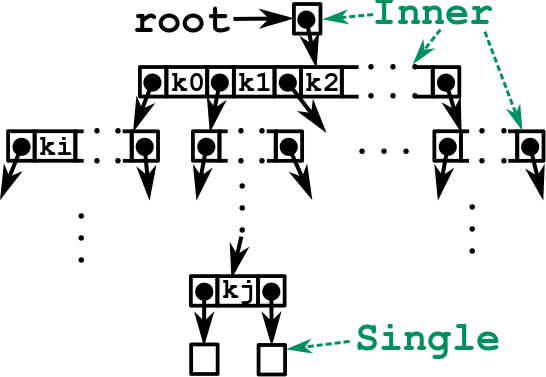 root
Inner
k0 k1 k2
ki
kj
Single